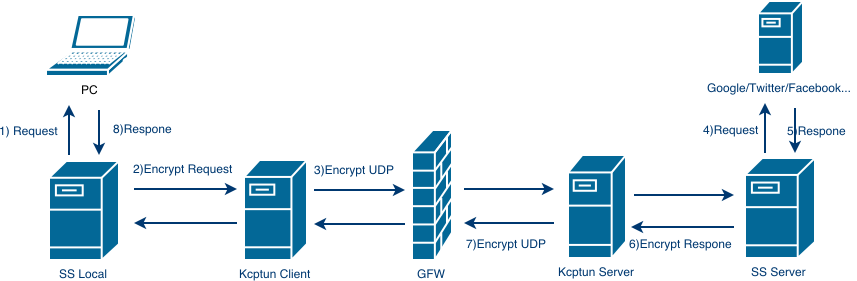 PC
Google/Twitter/Facebook...
1) Request
8)Respone
4)Request
5)Respone
2)Encrypt Request
3)Encrypt UDP
7)Encrypt UDP
6)Encrypt Respone
SS Local
Kcptun Client
GFW
Kcptun Server
SS Server